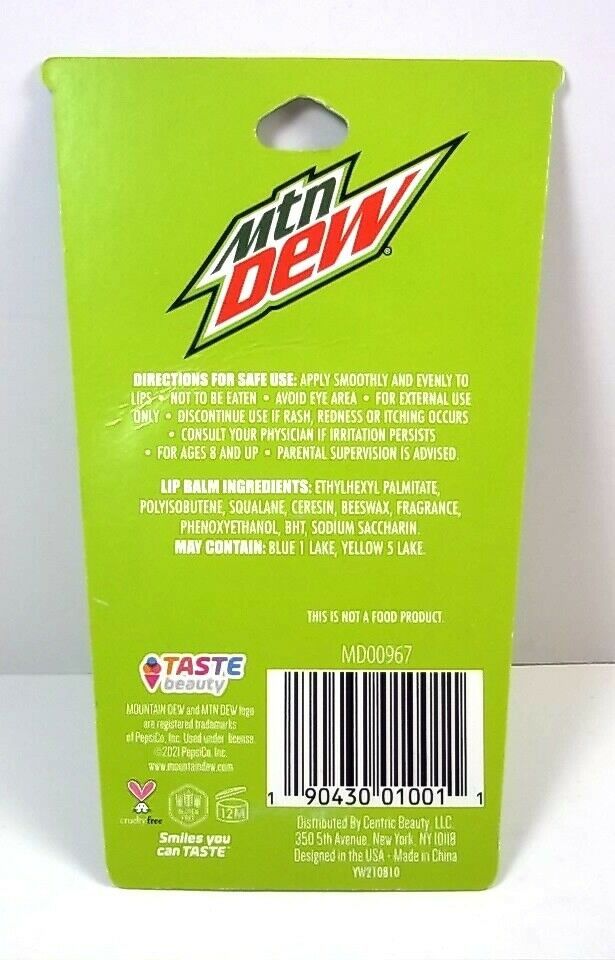 Mtn
Dew®
DIRECTIONS FOR SAFE USE: APPLY SMOOTHLY AND EVENLY TO
LIPS • NOT TO BE EATEN • AVOID EYE AREA • FOR EXTERNAL USE
ONLY • DISCONTINUE USE IF RASH, REDNESS OR ITCHING OCCURS
• CONSULT YOUR PHYSICIAN IF IRRITATION PERSISTS
• FOR AGES 8 AND UP • PARENTAL SUPERVISION IS ADVISED.
LIP BALM INGREDIENTS: ETHYLHEXYL PALMITATE,
POLYISOBUTENE, SQUALANE, CERESIN, BEESWAX, FRAGRANCE,
PHENOXYETHANOL, BHT, SODIUM SACCHARIN.
MAY CONTAIN: BLUE 1 LAKE, YELLOW 5 LAKE.
THIS IS NOT A FOOD PRODUCT.
MD00967
TASTE
beauty
MOUNTAIN DEW and MTN DEW logo
are registered trademarks
of PepsiCo, Inc. Used under license.
©2021 PepsiCo, Inc.
www.mountaindew.com
cruelty free
GLUTEN
FREE
12M
Smiles you
can TASTE
1 90430 01001 1
Distributed By Centric Beauty, LLC.
350 5th Avenue, New York, NY 10118
Designed in the USA • Made in China
YW210810